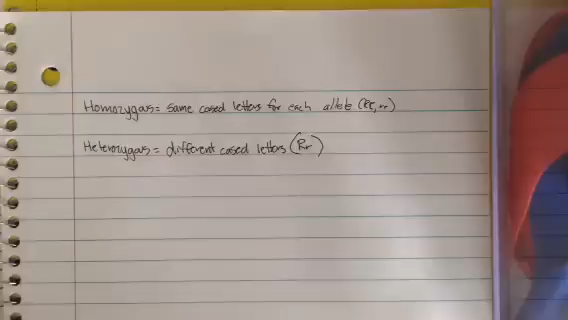 Homozygous = same cased letters for each allele (RR, rr)
Heterozygous = different cased letters (Rr)